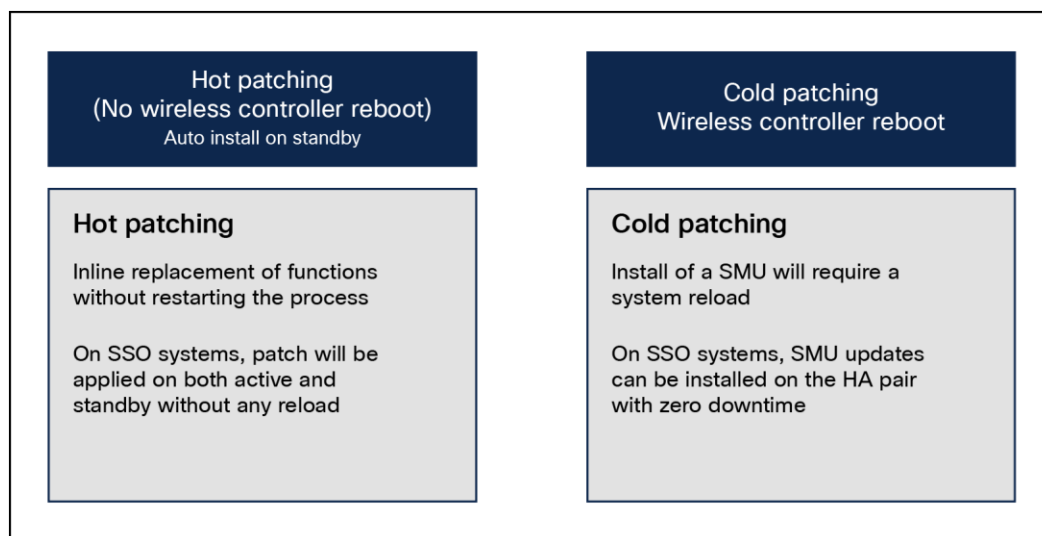 Hot patching
(No wireless controller reboot)
Auto install on standby
Hot patching
Inline replacement of functions
without restarting the process
On SSO systems, patch will be
applied on both active and
standby without any reload
Cold patching
Wireless controller reboot
Cold patching
Install of a SMU will require a
system reload
On SSO systems, SMU updates
can be installed on the HA pair
with zero downtime